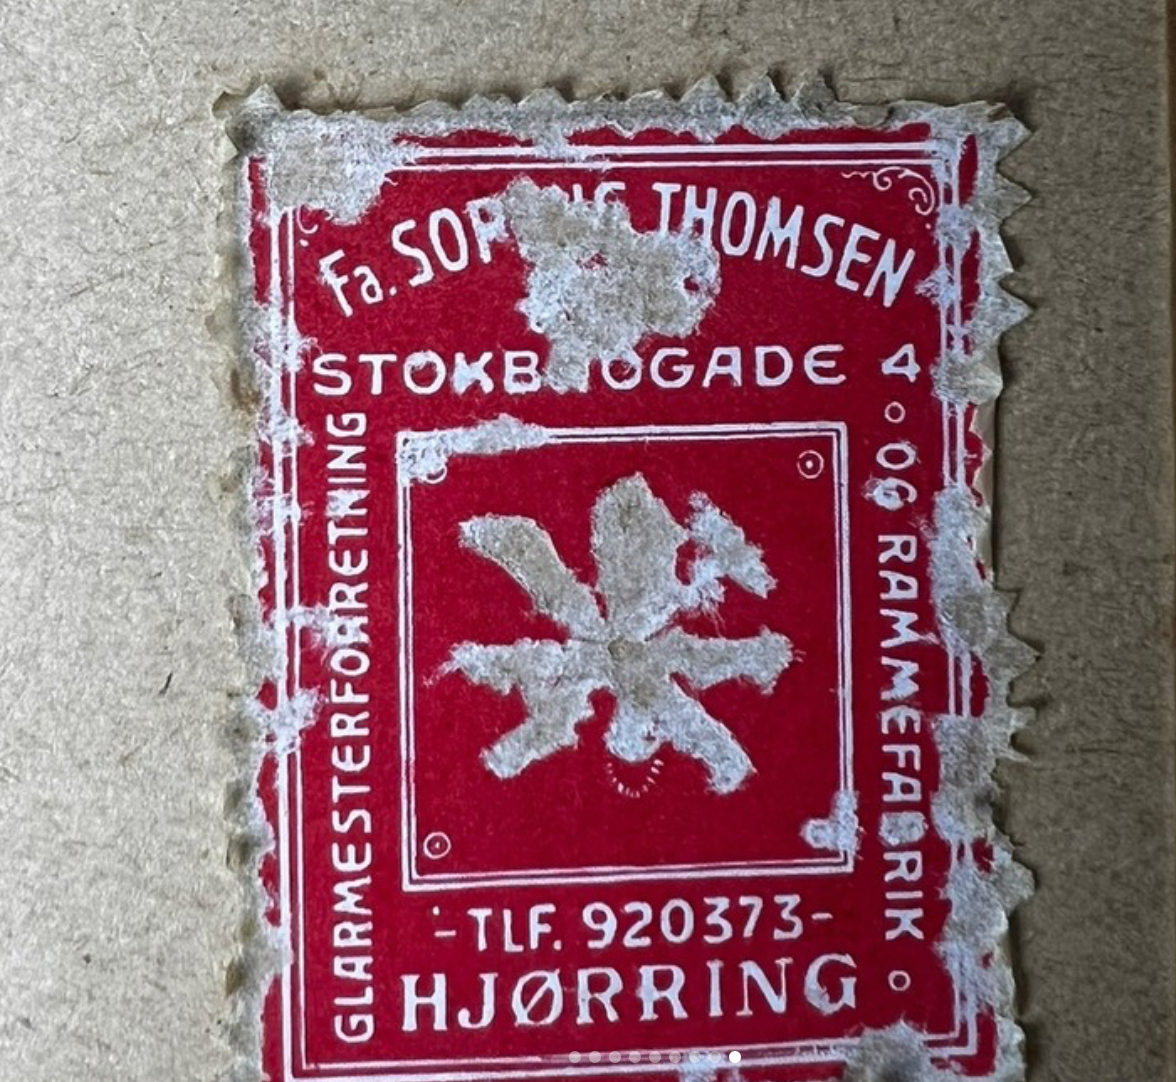 Fa. THOMSEN
4
GLARMESTERFORRETNING
OG RAMMEFABRIK
-TLF. 920373-
HJØRRING